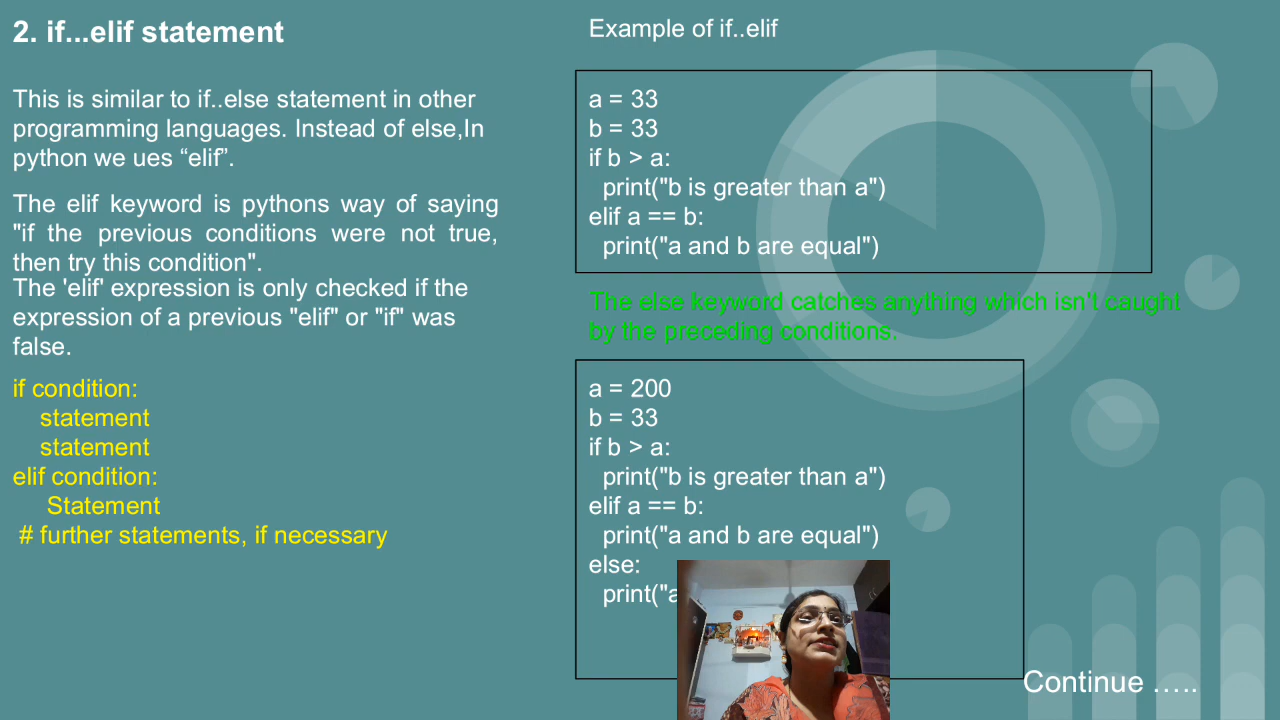 2. if...elif statement
This is similar to if..else statement in other
programming languages. Instead of else,In
python we ues “elif”.
The elif keyword is pythons way of saying
"if the previous conditions were not true,
then try this condition".
The 'elif' expression is only checked if the
expression of a previous "elif" or "if" was
false.
if condition:
statement
statement
elif condition:
Statement
# further statements, if necessary
Example of if..elif
a = 33
b = 33
if b > a:
print("b is greater than a")
elif a == b:
print("a and b are equal")
The else keyword catches anything which isn't caught
by the preceding conditions.
a = 200
b = 33
if b > a:
print("b is greater than a")
elif a == b:
print("a and b are equal")
else:
print("a
Continue …..